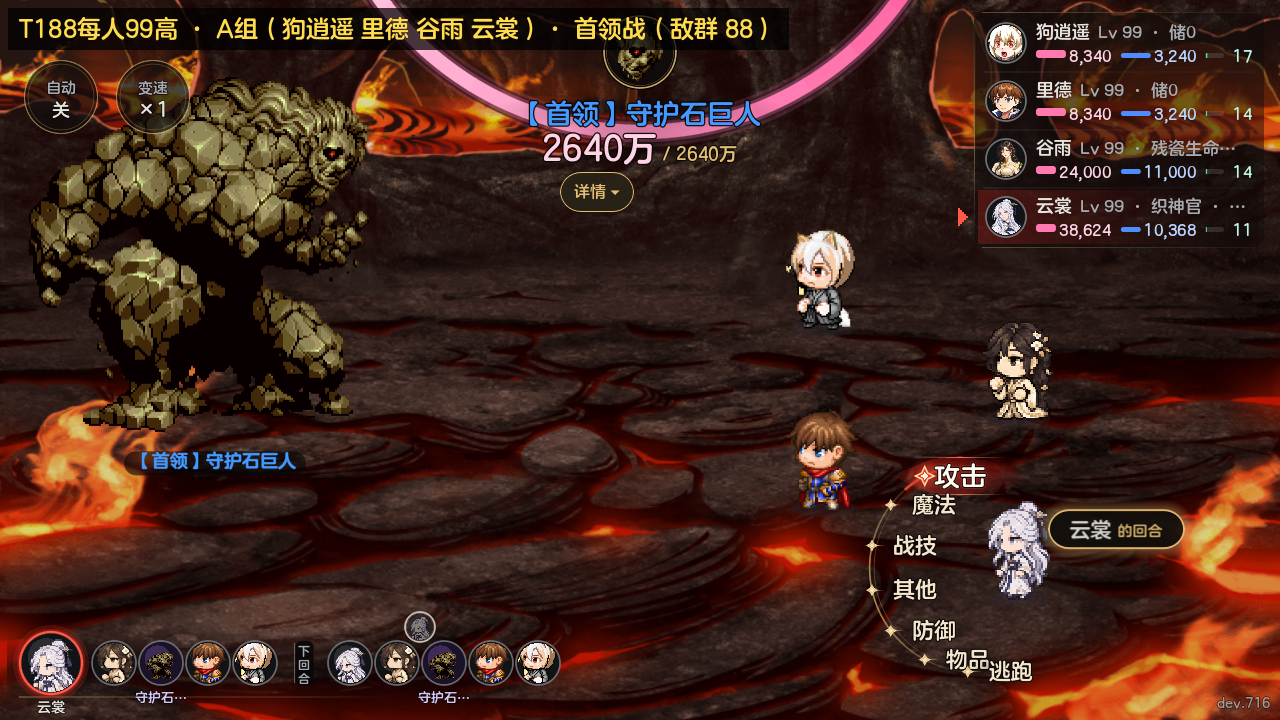 T188每人99高 · A组（狗逍遥 里德 谷雨 云裳）· 首领战（敌群 88）
自动
关
变速
×1
【首领】守护石巨人
2640万 / 2640万
详情
狗逍遥 Lv 99 · 储0
8,340 3,240 17
里德 Lv 99 · 储0
8,340 3,240 14
谷雨 Lv 99 · 残瓷生命…
24,000 11,000 14
云裳 Lv 99 · 织神官 · …
38,624 10,368 11
【首领】守护石巨人
攻击
魔法
战技
其他
防御
物品
逃跑
云裳 的回合
下回合
云裳
守护石…
守护石…
dev.716